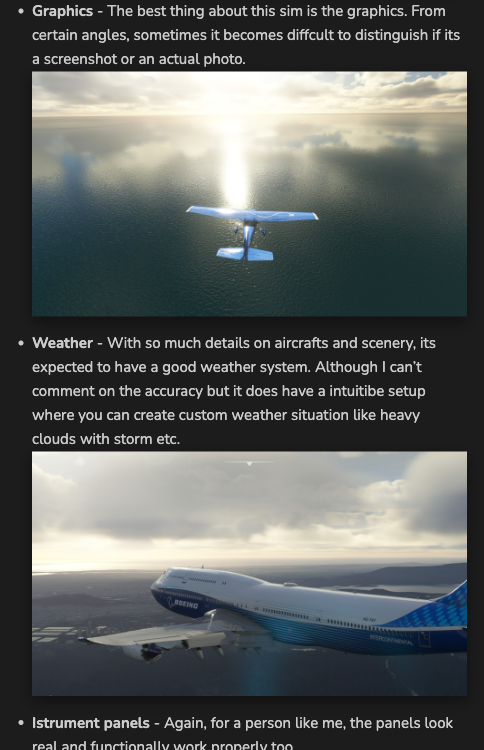 • Graphics - The best thing about this sim is the graphics. From
certain angles, sometimes it becomes diffcult to distinguish if its
a screenshot or an actual photo.
• Weather - With so much details on aircrafts and scenery, its
expected to have a good weather system. Although I can't
comment on the accuracy but it does have a intuitibe setup
where you can create custom weather situation like heavy
clouds with storm etc.
BOEING
INTERCONTINENTAL
• Istrument panels - Again, for a person like me, the panels look
real and functionally work properly too